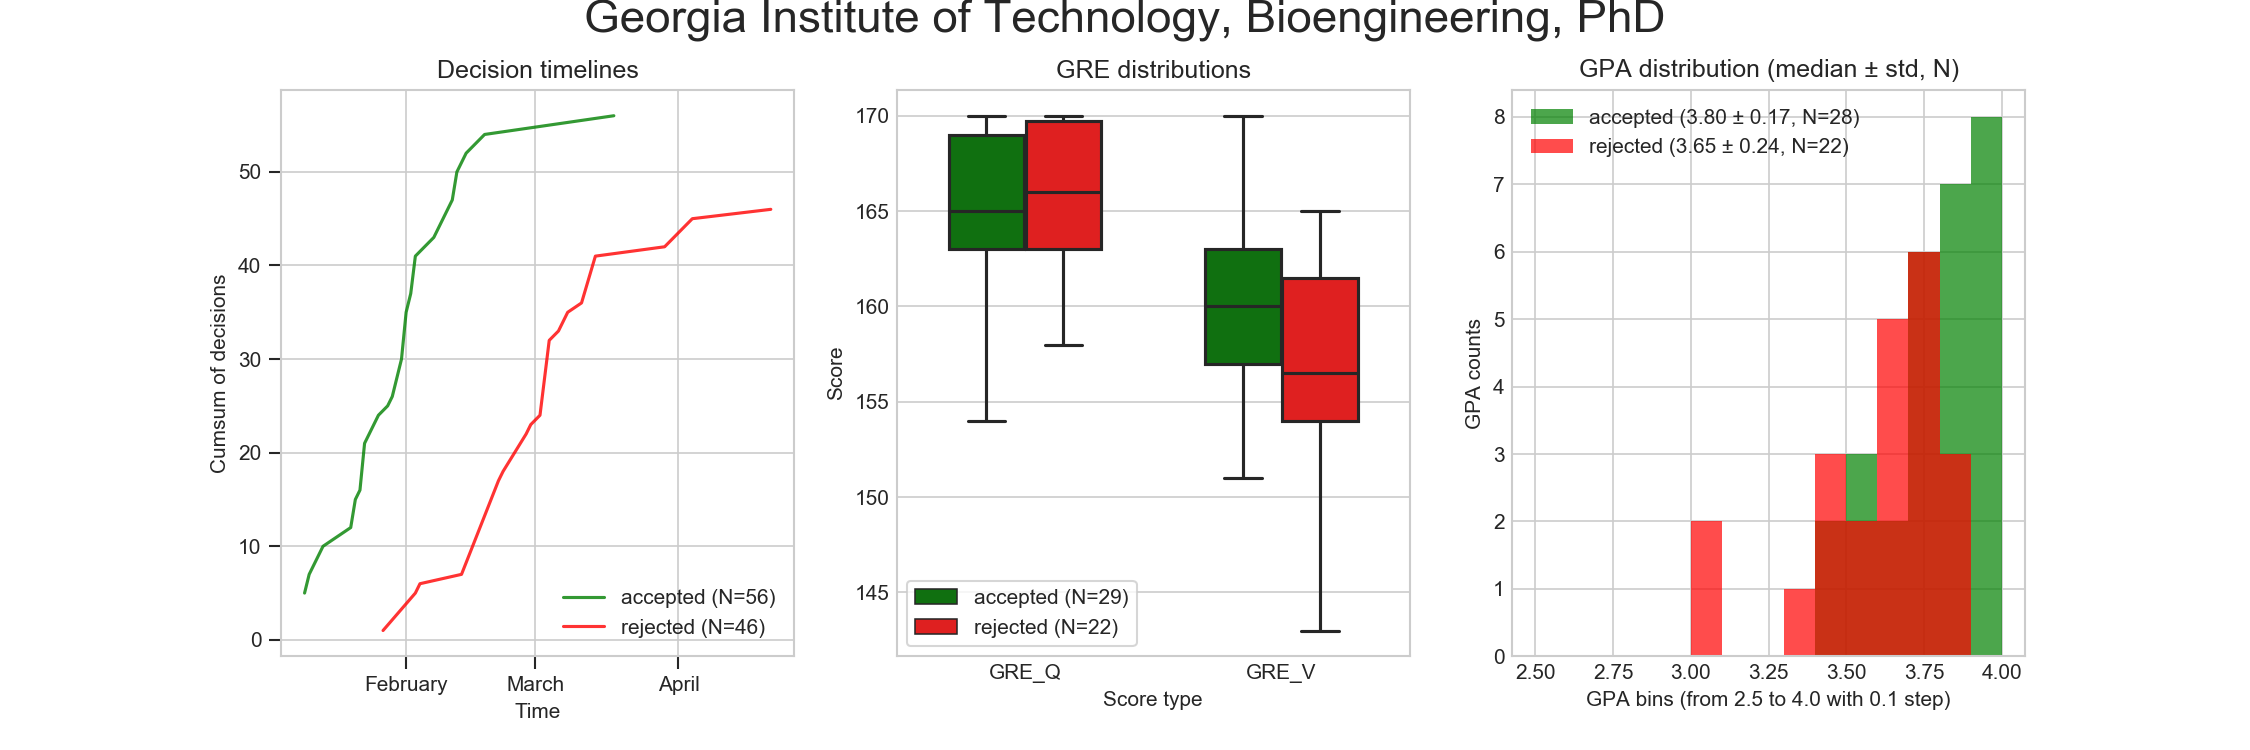 Georgia Institute of Technology, Bioengineering, PhD
Decision timelines
Cumsum of decisions
50
40
30
20
10
0
accepted (N=56)
rejected (N=46)
February March April
Time
GRE distributions
Score
170
165
160
155
150
145
accepted (N=29)
rejected (N=22)
GRE_Q GRE_V
Score type
GPA distribution (median ± std, N)
GPA counts
8
7
6
5
4
3
2
1
0
accepted (3.80 ± 0.17, N=28)
rejected (3.65 ± 0.24, N=22)
2.50 2.75 3.00 3.25 3.50 3.75 4.00
GPA bins (from 2.5 to 4.0 with 0.1 step)